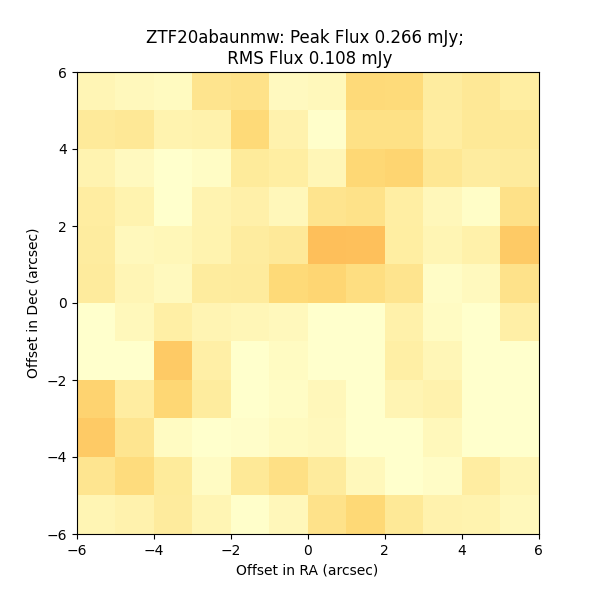 ZTF20abaunmw: Peak Flux 0.266 mJy;
RMS Flux 0.108 mJy
6
4
2
0
−2
−4
−6
Offset in Dec (arcsec)
−6 −4 −2 0 2 4 6
Offset in RA (arcsec)